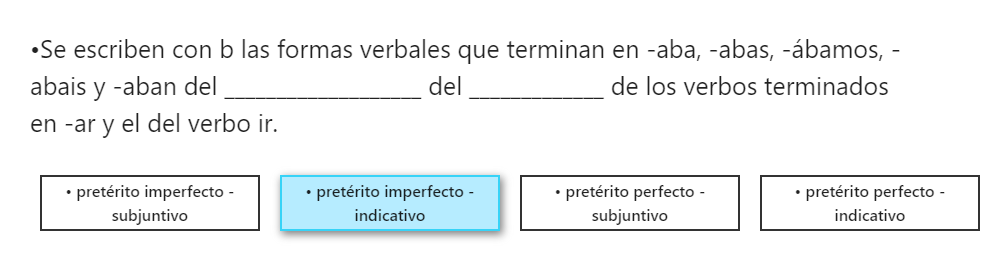 •Se escriben con b las formas verbales que terminan en -aba, -abas, -ábamos, -
abais y -aban del ___________________ del _____________ de los verbos terminados
en -ar y el del verbo ir.
• pretérito imperfecto -
subjuntivo
• pretérito imperfecto -
indicativo
• pretérito perfecto -
subjuntivo
• pretérito perfecto -
indicativo